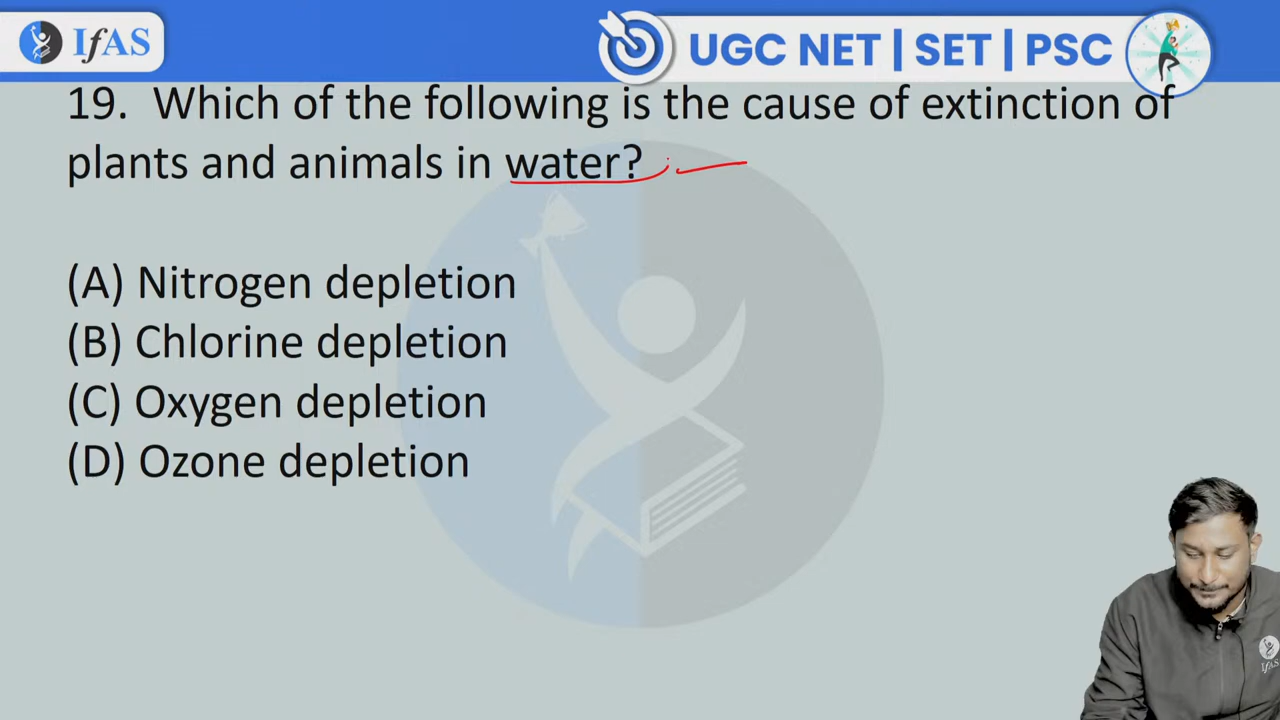 IfAS
UGC NET | SET | PSC
19. Which of the following is the cause of extinction of
plants and animals in water?
(A) Nitrogen depletion
(B) Chlorine depletion
(C) Oxygen depletion
(D) Ozone depletion
IfAS